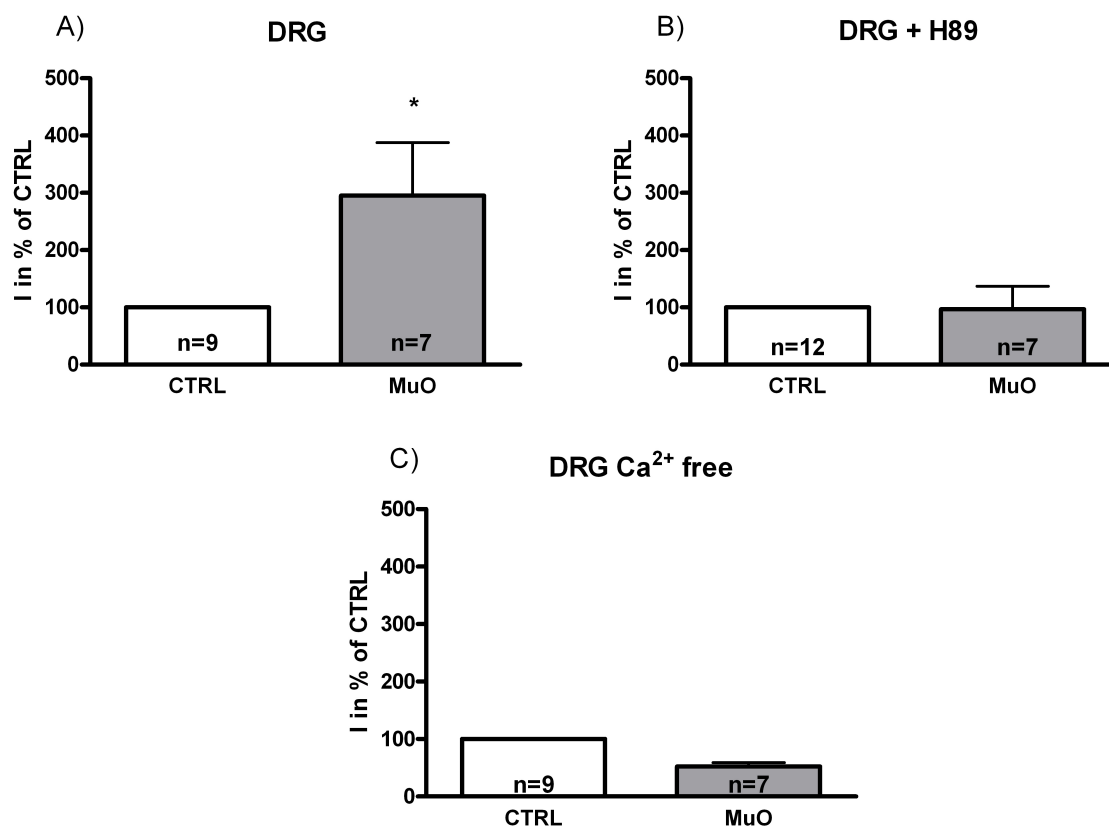 A)
DRG
I in % of CTRL
500
400
300
200
100
0
*
n=9
n=7
CTRL
MuO
B)
DRG + H89
I in % of CTRL
500
400
300
200
100
0
n=12
n=7
CTRL
MuO
C)
DRG Ca²⁺ free
I in % of CTRL
500
400
300
200
100
0
n=9
n=7
CTRL
MuO